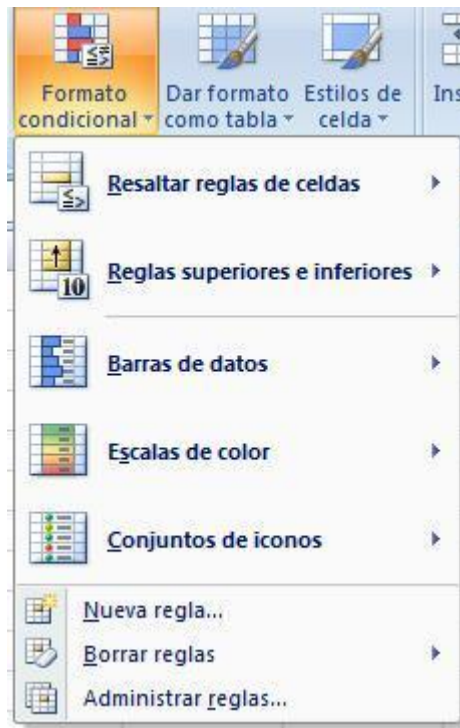 Formato Dar formato Estilos de Ins
condicional como tabla celda
Resaltar reglas de celdas
10
Reglas superiores e inferiores
Barras de datos
Escalas de color
Conjuntos de iconos
Nueva regla...
Borrar reglas
Administrar reglas...